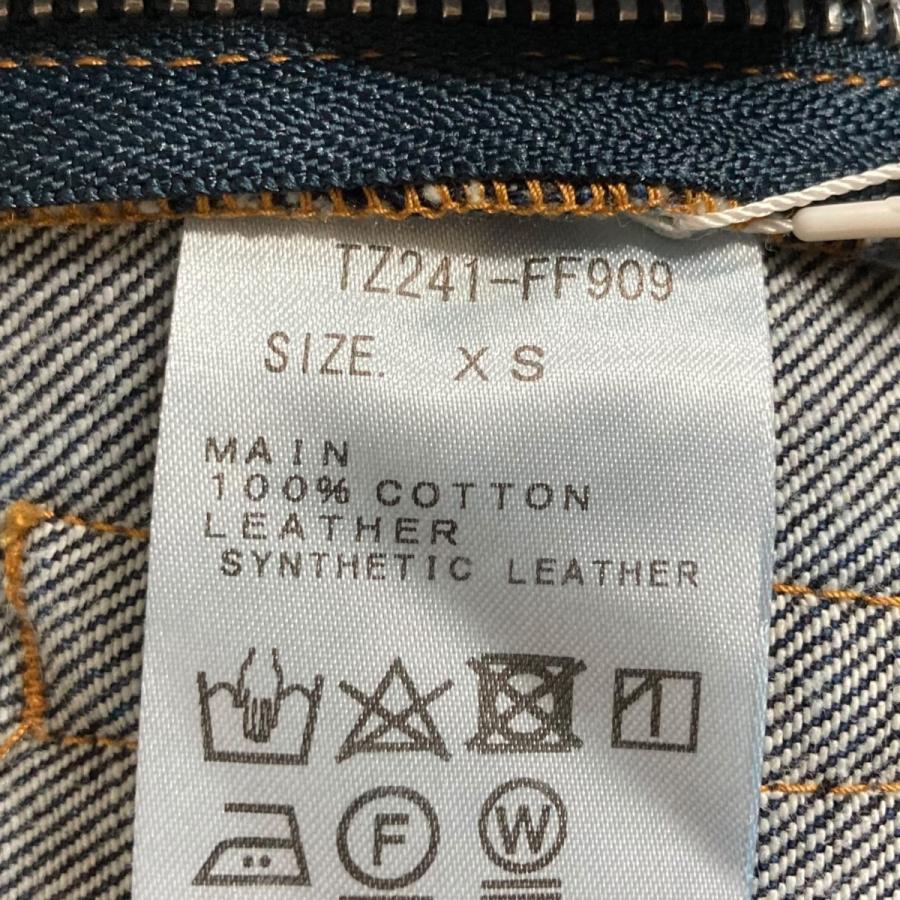 TZ241-FF909
SIZE. XS
MAIN
100% COTTON
LEATHER
SYNTHETIC LEATHER
F W